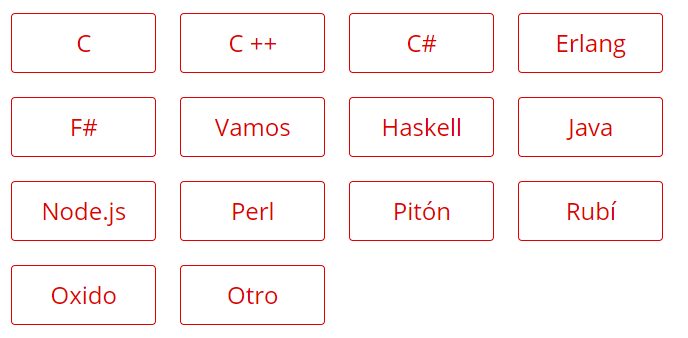 C
C ++
C#
Erlang
F#
Vamos
Haskell
Java
Node.js
Perl
Pitón
Rubí
Oxido
Otro